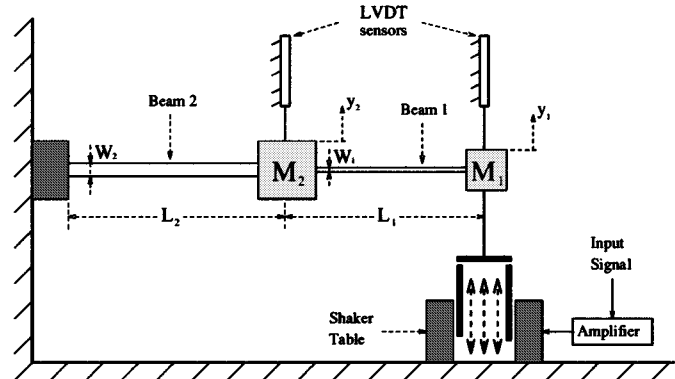 LVDT
sensors
Beam 2
y₂
Beam 1
y₁
W₂
M₂
W₁
M₁
L₂
L₁
Input
Signal
Shaker
Table
Amplifier